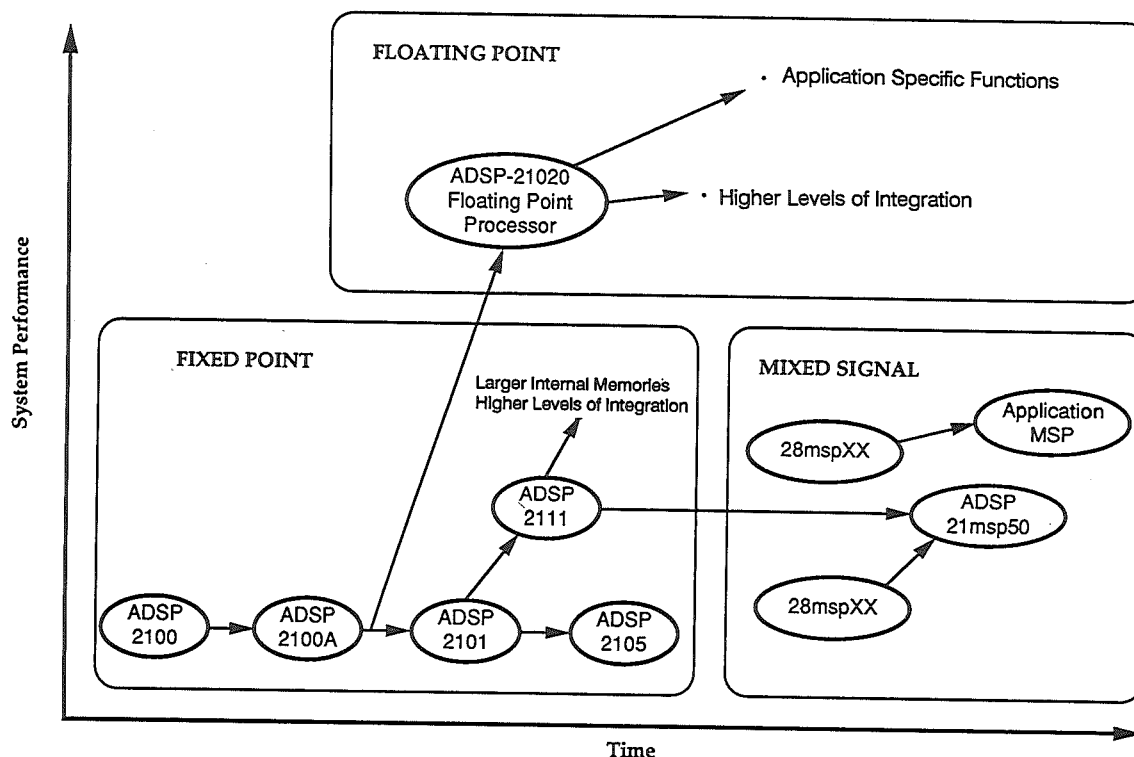 FLOATING POINT
· Application Specific Functions
ADSP-21020
Floating Point
Processor
· Higher Levels of Integration
System Performance
FIXED POINT
Larger Internal Memories
Higher Levels of Integration
ADSP
2111
ADSP
2100
ADSP
2100A
ADSP
2101
ADSP
2105
MIXED SIGNAL
28mspXX
Application
MSP
ADSP
21msp50
28mspXX
Time